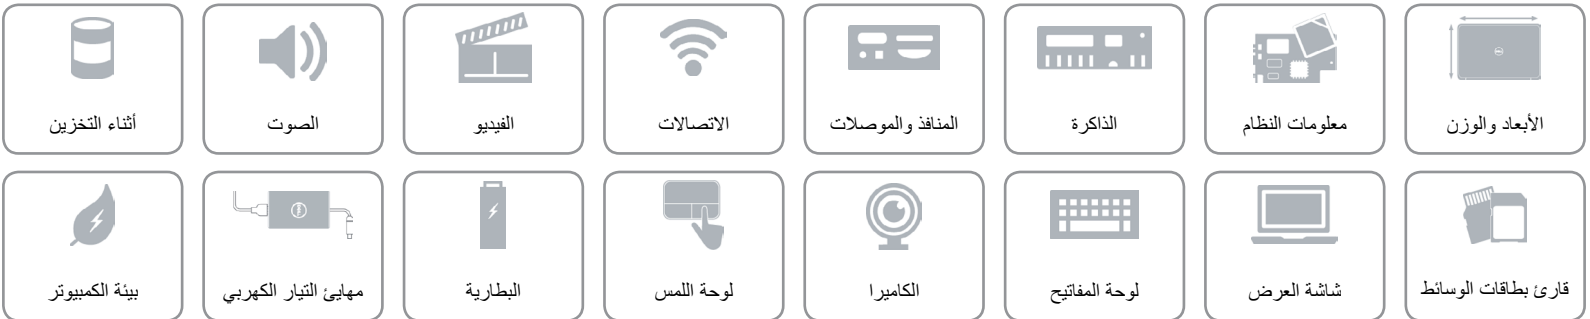 الأبعاد والوزن
معلومات النظام
الذاكرة
المنافذ والموصلات
الاتصالات
الفيديو
الصوت
أثناء التخزين
قارئ بطاقات الوسائط
شاشة العرض
لوحة المفاتيح
الكاميرا
لوحة اللمس
البطارية
مهايئ التيار الكهربي
بيئة الكمبيوتر